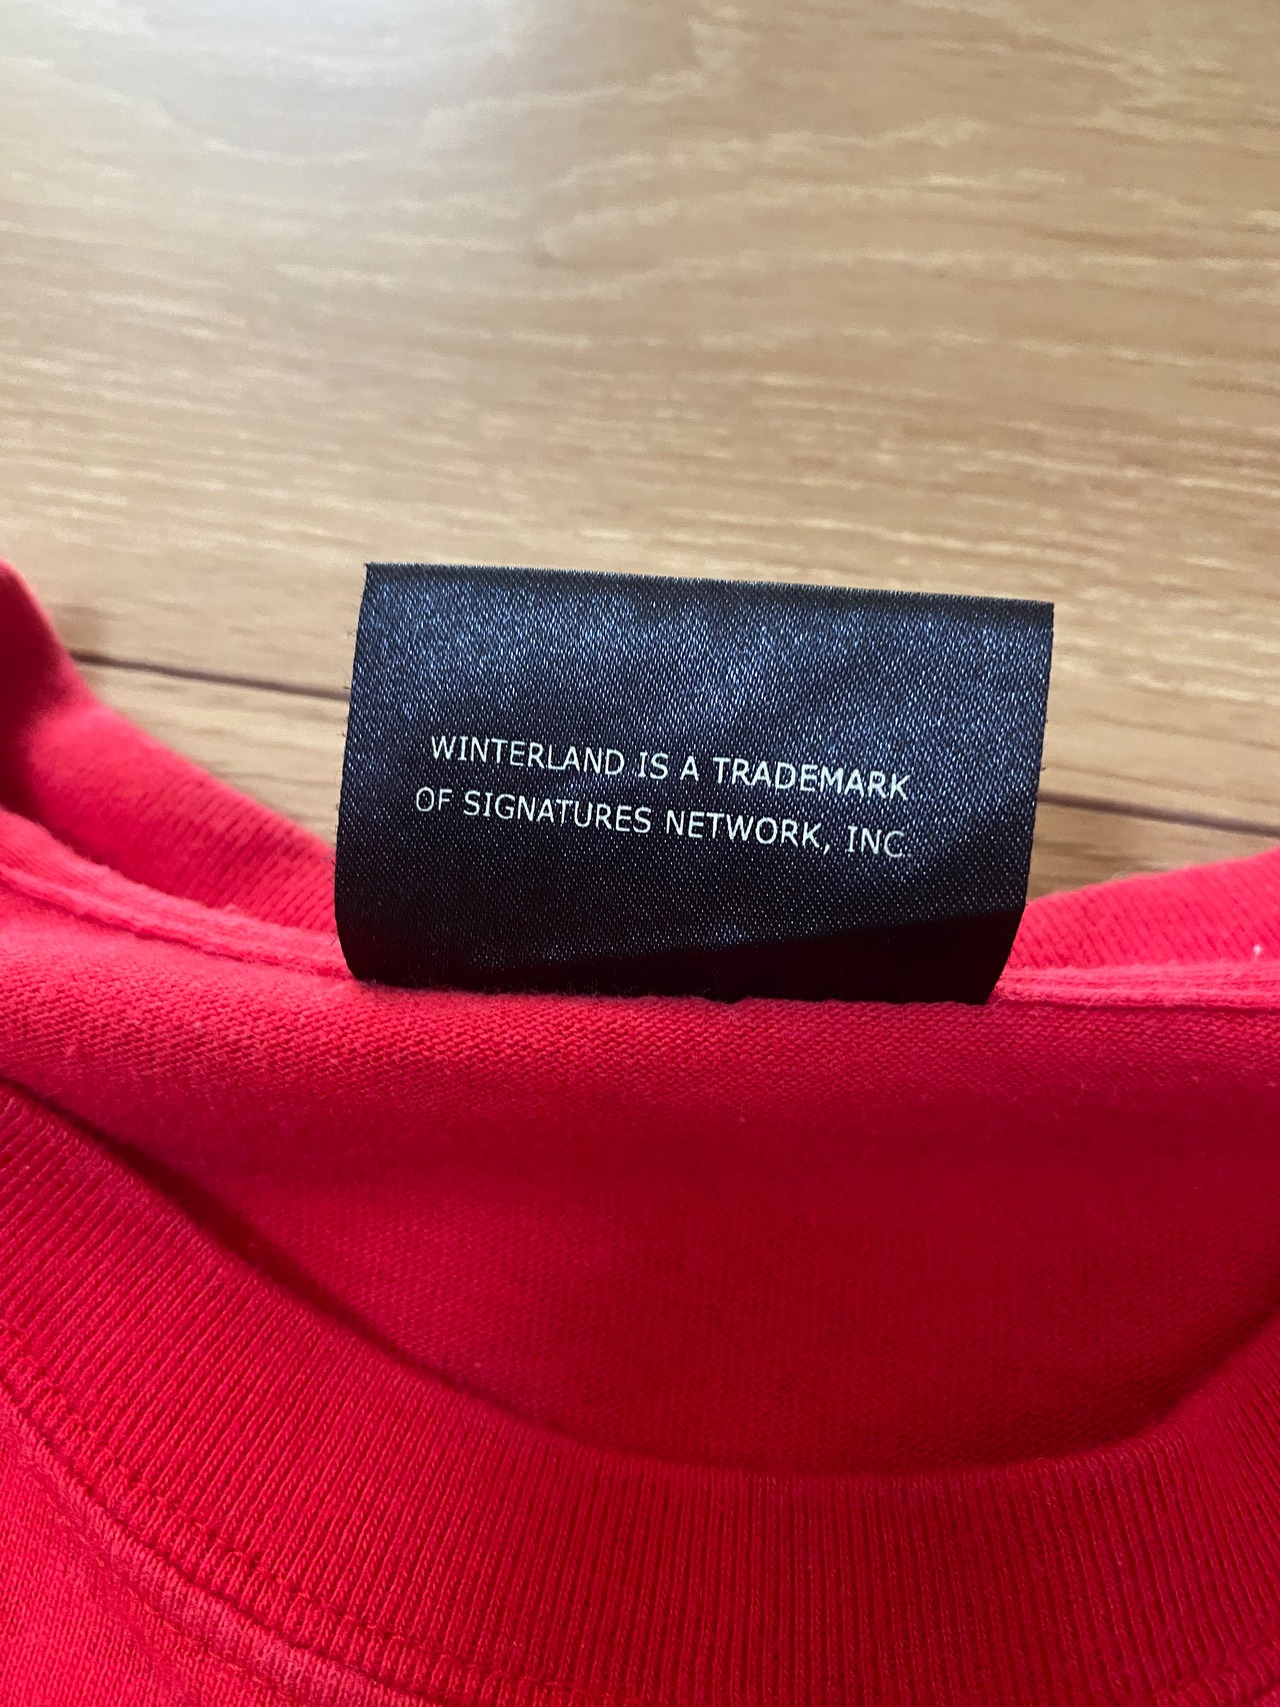 WINTERLAND IS A TRADEMARK
OF SIGNATURES NETWORK, INC.